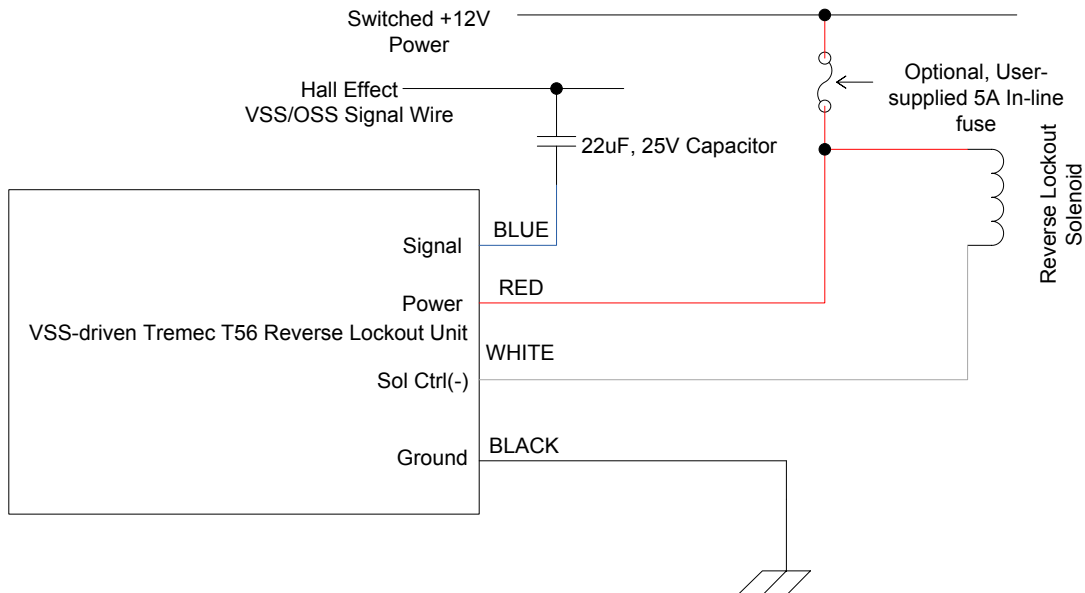 Switched +12V
Power
Hall Effect
VSS/OSS Signal Wire
Optional, User-
supplied 5A In-line
fuse
22uF, 25V Capacitor
Reverse Lockout
Solenoid
BLUE
Signal
RED
Power
VSS-driven Tremec T56 Reverse Lockout Unit
WHITE
Sol Ctrl(-)
BLACK
Ground